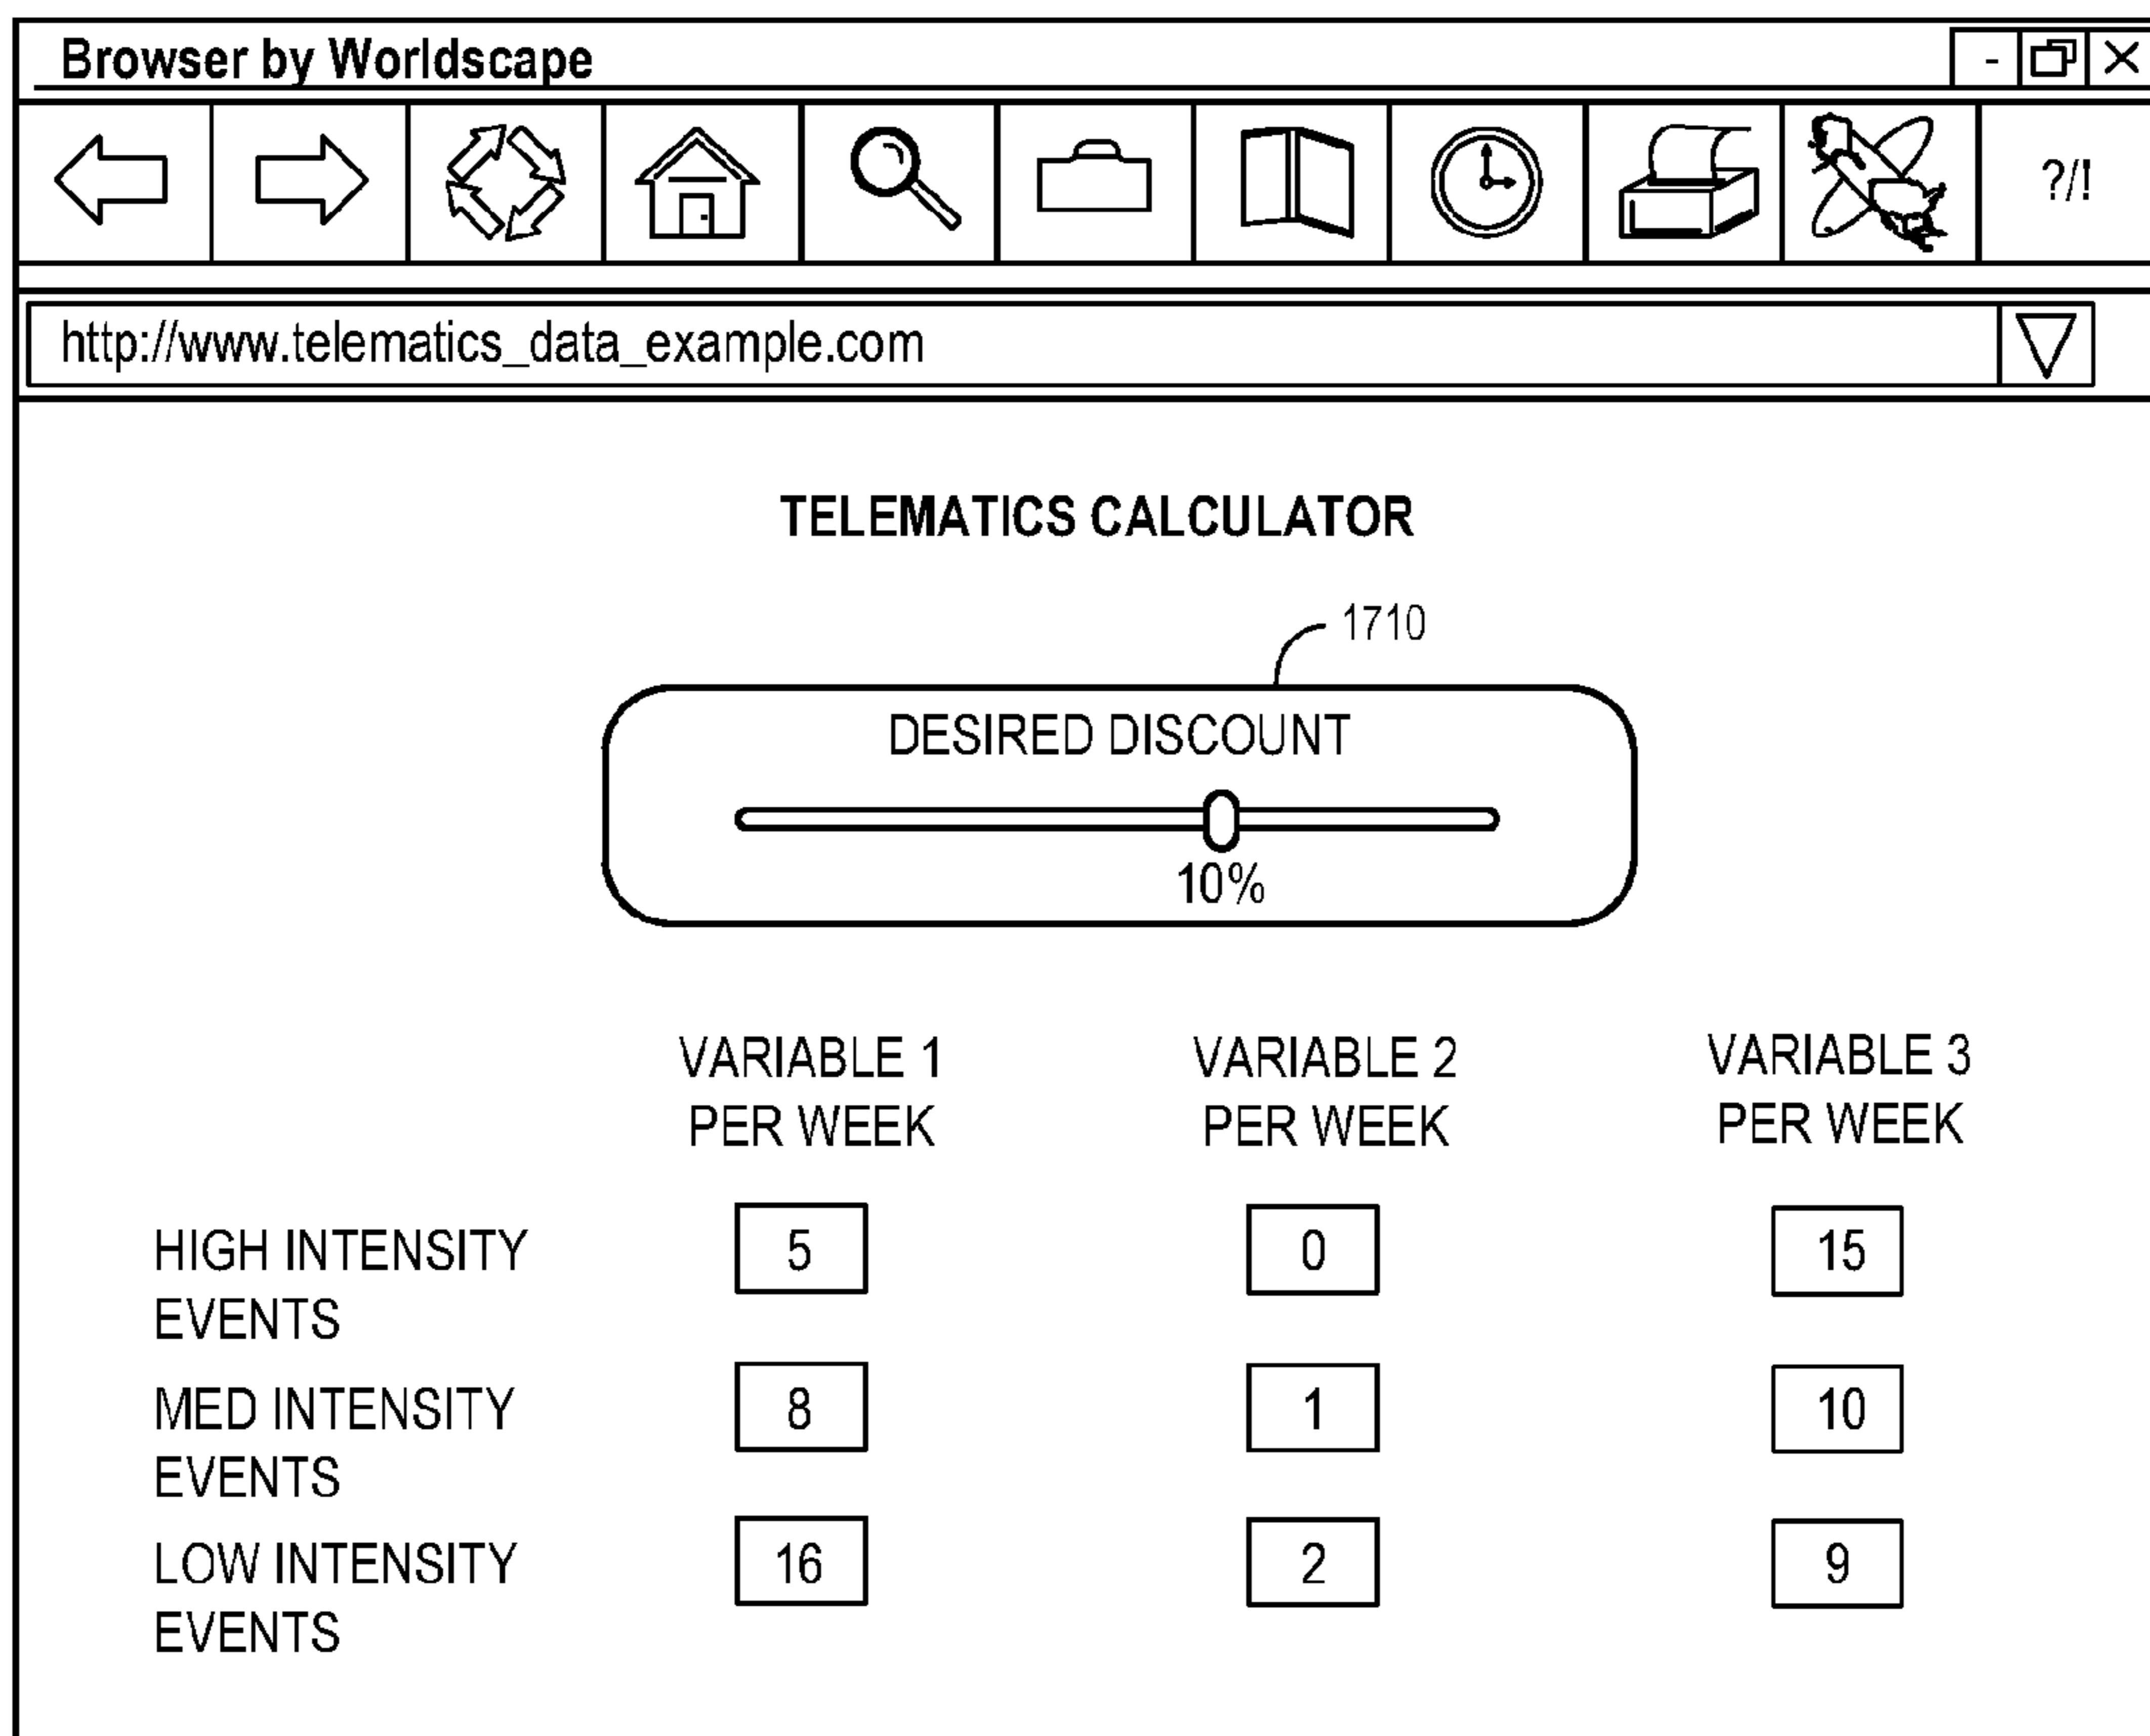 Browser by Worldscape
- X
?/!
http://www.telematics_data_example.com
TELEMATICS CALCULATOR
1710
DESIRED DISCOUNT
10%
VARIABLE 1 VARIABLE 2 VARIABLE 3
PER WEEK PER WEEK PER WEEK
HIGH INTENSITY 5 0 15
EVENTS
MED INTENSITY 8 1 10
EVENTS
LOW INTENSITY 16 2 9
EVENTS